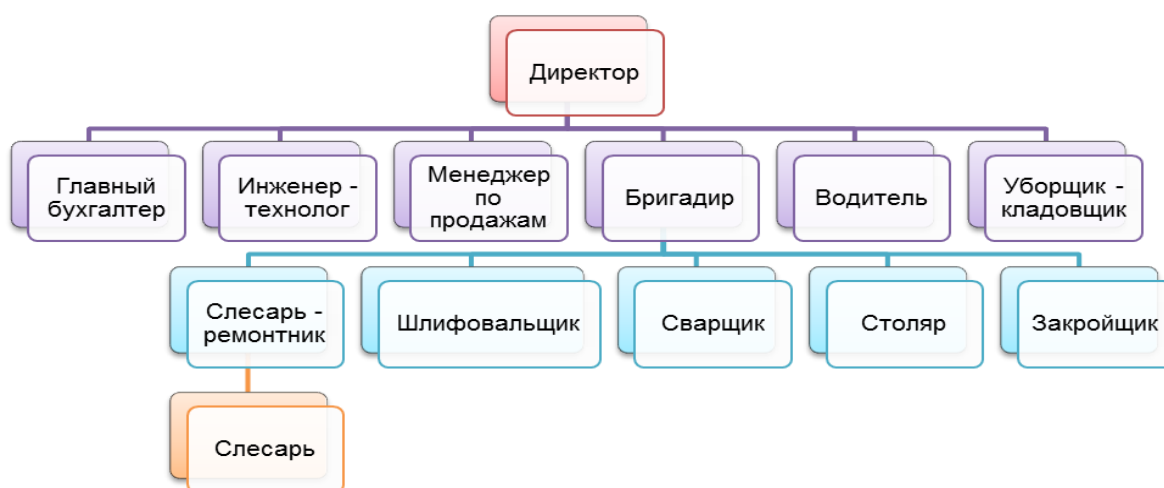 Директор
Главный
бухгалтер
Инженер -
технолог
Менеджер
по
продажам
Бригадир
Водитель
Уборщик -
кладовщик
Слесарь -
ремонтник
Шлифовальщик
Сварщик
Столяр
Закройщик
Слесарь